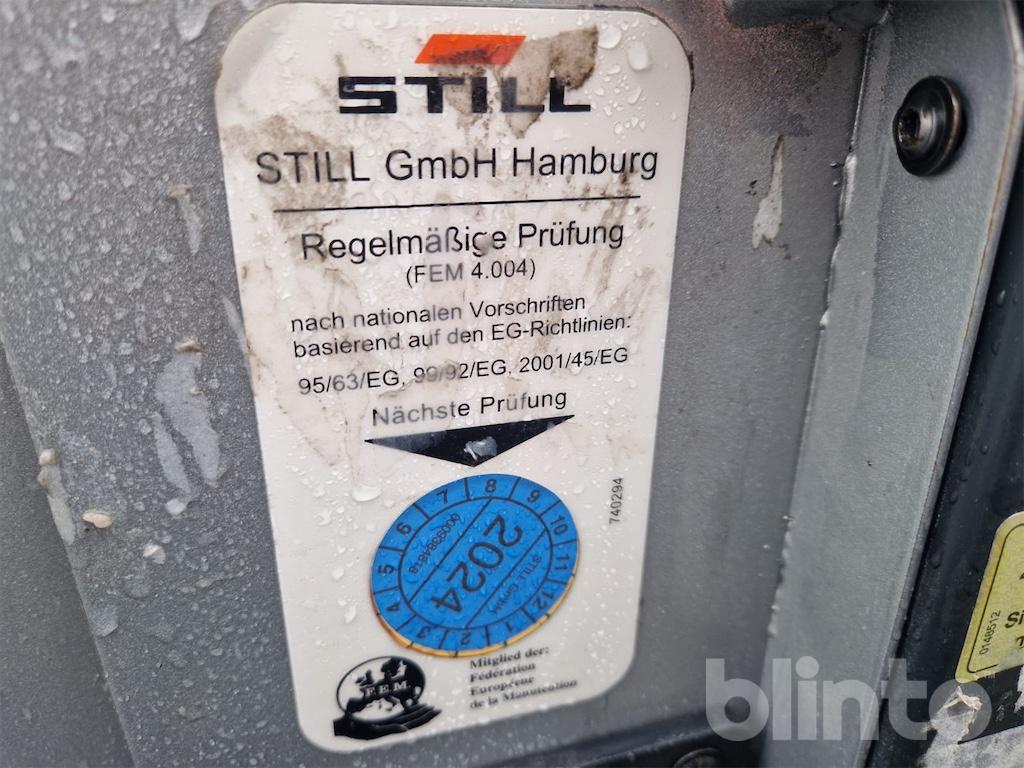 STILL
STILL GmbH Hamburg
Regelmäßige Prüfung
(FEM 4.004)
nach nationalen Vorschriften
basierend auf den EG-Richtlinien:
95/63/EG, 99/92/EG, 2001/45/EG
Nächste Prüfung
740294
1 2 3 4 5 6 7 8 9 10 11 12
2024
STILL GmbH
F.E.M.
Mitglied der:
Fédération
Européenne
de la Manutention
0148512
blinto